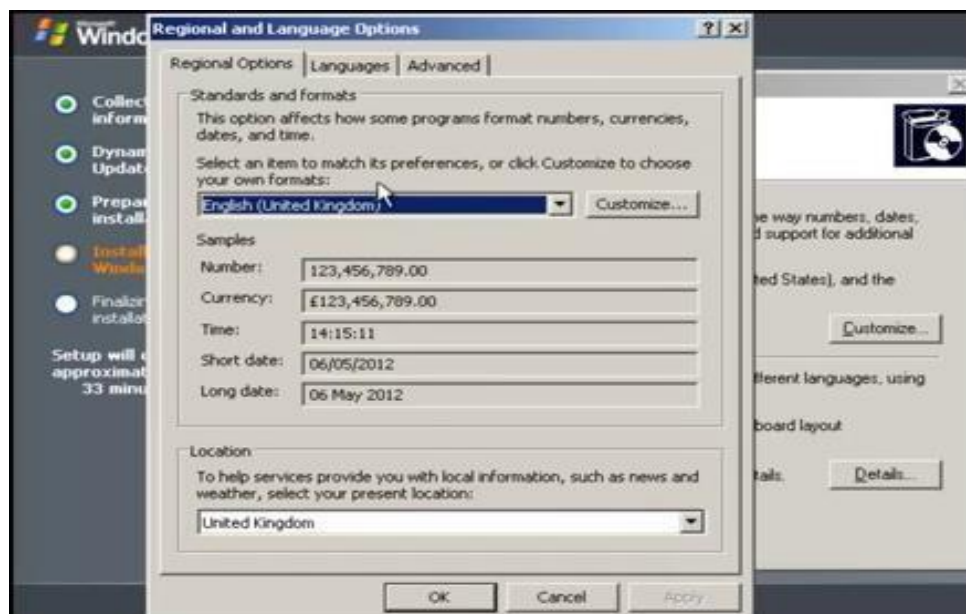 Microsoft
Windo
Collec
inform
Dynam
Updat
Prepa
install
Install
Windo
Finalizin
installat
Setup will
approximat
33 minu
Regional and Language Options
Regional Options
Languages
Advanced
Standards and formats
This option affects how some programs format numbers, currencies,
dates, and time.
Select an item to match its preferences, or click Customize to choose
your own formats:
English (United Kingdom)
Customize...
Samples
Number: 123,456,789.00
Currency: £123,456,789.00
Time: 14:15:11
Short date: 06/05/2012
Long date: 06 May 2012
Location
To help services provide you with local information, such as news and
weather, select your present location:
United Kingdom
OK
Cancel
Apply
e way numbers, dates,
d support for additional
ted States), and the
Customize...
fferent languages, using
board layout
tails.
Details...